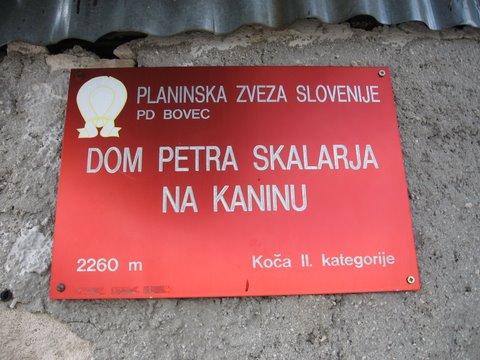 PLANINSKA ZVEZA SLOVENIJE
PD BOVEC
DOM PETRA SKALARJA
NA KANINU
2260 m
Koča II. kategorije